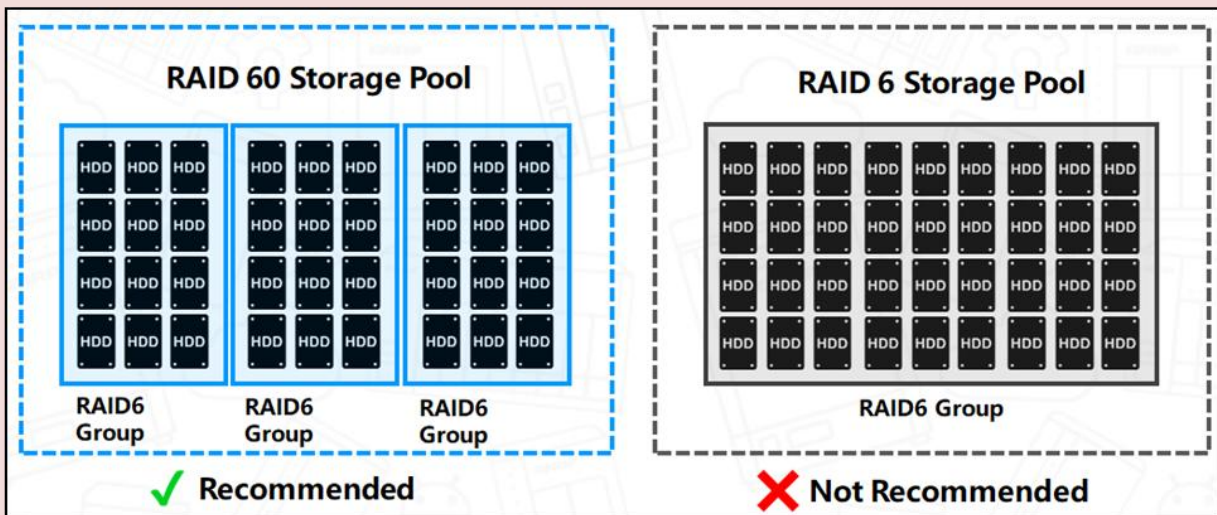 RAID 60 Storage Pool
HDD HDD HDD HDD HDD HDD HDD HDD HDD
HDD HDD HDD HDD HDD HDD HDD HDD HDD
HDD HDD HDD HDD HDD HDD HDD HDD HDD
HDD HDD HDD HDD HDD HDD HDD HDD HDD
RAID6
Group
RAID6
Group
RAID6
Group
Recommended
RAID 6 Storage Pool
HDD HDD HDD HDD HDD HDD HDD HDD HDD
HDD HDD HDD HDD HDD HDD HDD HDD HDD
HDD HDD HDD HDD HDD HDD HDD HDD HDD
HDD HDD HDD HDD HDD HDD HDD HDD HDD
RAID6 Group
Not Recommended